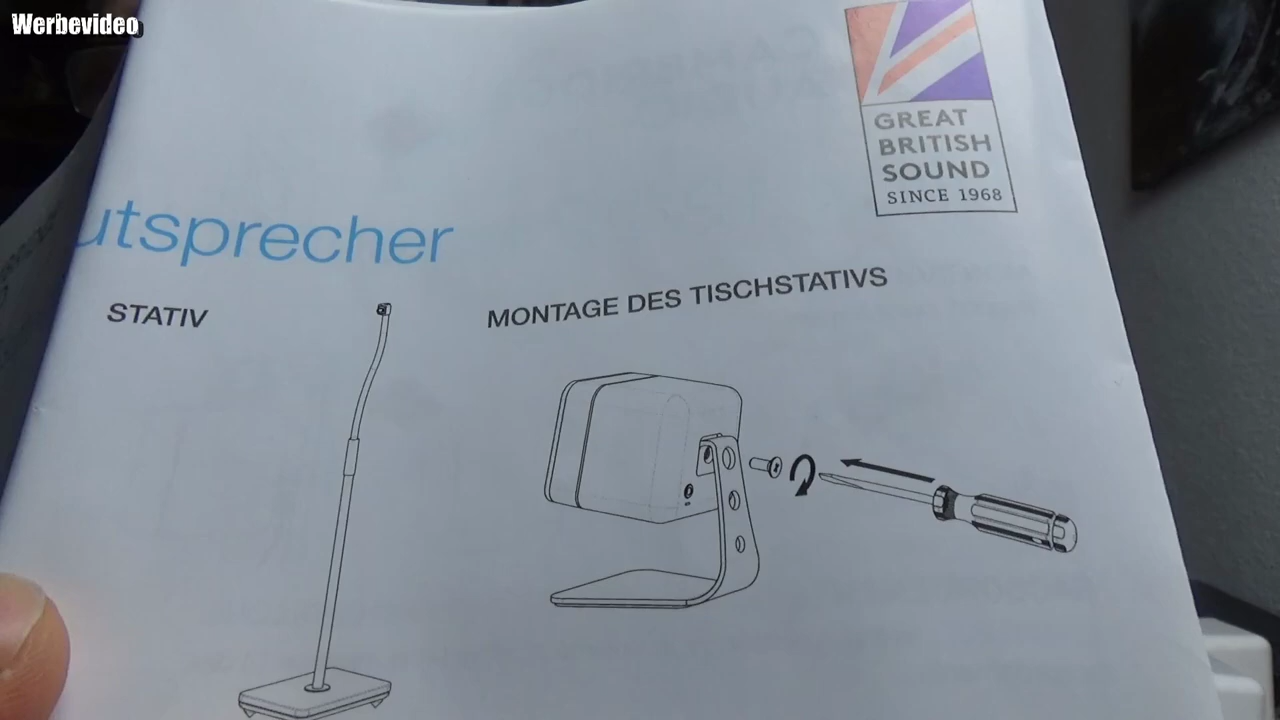 Werbevideo
GREAT
BRITISH
SOUND
SINCE 1968
utsprecher
STATIV
MONTAGE DES TISCHSTATIVS